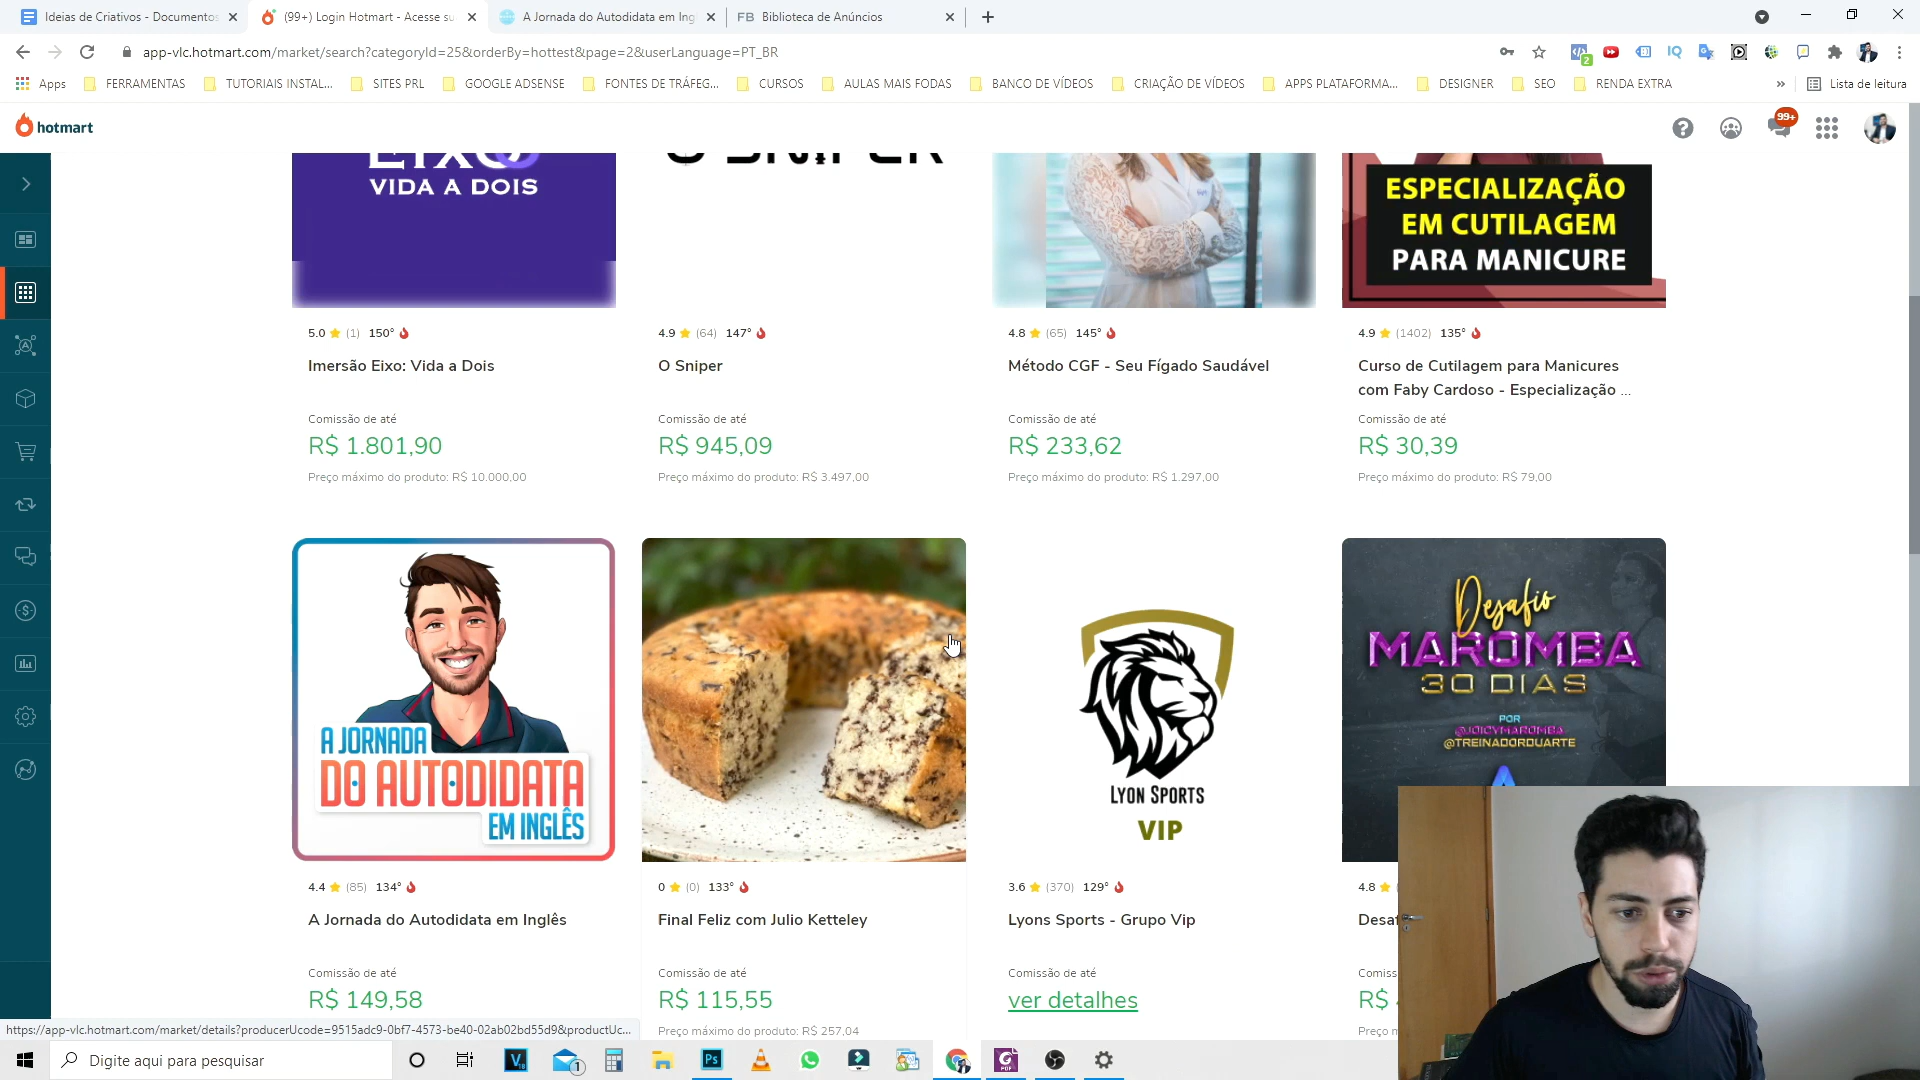 Ideias de Criativos - Documentos
(99+) Login Hotmart - Acesse su
A Jornada do Autodidata em Ing
FB Biblioteca de Anúncios
app-vlc.hotmart.com/market/search?categoryId=25&orderBy=hottest&page=2&userLanguage=PT_BR
Apps
FERRAMENTAS
TUTORIAIS INSTAL...
SITES PRL
GOOGLE ADSENSE
FONTES DE TRÁFEG...
CURSOS
AULAS MAIS FODAS
BANCO DE VÍDEOS
CRIAÇÃO DE VÍDEOS
APPS PLATAFORMA...
DESIGNER
SEO
RENDA EXTRA
Lista de leitura
hotmart
99+
EIXO
VIDA A DOIS
O SNIPER
ESPECIALIZAÇÃO
EM CUTILAGEM
PARA MANICURE
5.0 (1) 150°
4.9 (64) 147°
4.8 (65) 145°
4.9 (1402) 135°
Imersão Eixo: Vida a Dois
O Sniper
Método CGF - Seu Fígado Saudável
Curso de Cutilagem para Manicures
com Faby Cardoso - Especialização ...
Comissão de até
Comissão de até
Comissão de até
Comissão de até
R$ 1.801,90
R$ 945,09
R$ 233,62
R$ 30,39
Preço máximo do produto: R$ 10.000,00
Preço máximo do produto: R$ 3.497,00
Preço máximo do produto: R$ 1.297,00
Preço máximo do produto: R$ 79,00
A JORNADA
DO AUTODIDATA
EM INGLÊS
LYON SPORTS
VIP
Desafio
MAROMBA
30 DIAS
POR
@JOICYMAROMBA
@TREINADORDUARTE
4.4 (85) 134°
0 (0) 133°
3.6 (370) 129°
4.8
A Jornada do Autodidata em Inglês
Final Feliz com Julio Ketteley
Lyons Sports - Grupo Vip
Desaf
Comissão de até
Comissão de até
Comissão de até
Comiss
R$ 149,58
R$ 115,55
ver detalhes
R$
Preço máximo do produto: R$ 257,04
Preço m
https://app-vlc.hotmart.com/market/details?producerUcode=9515adc9-0bf7-4573-be40-02ab02bd55d9&productUc...
Digite aqui para pesquisar